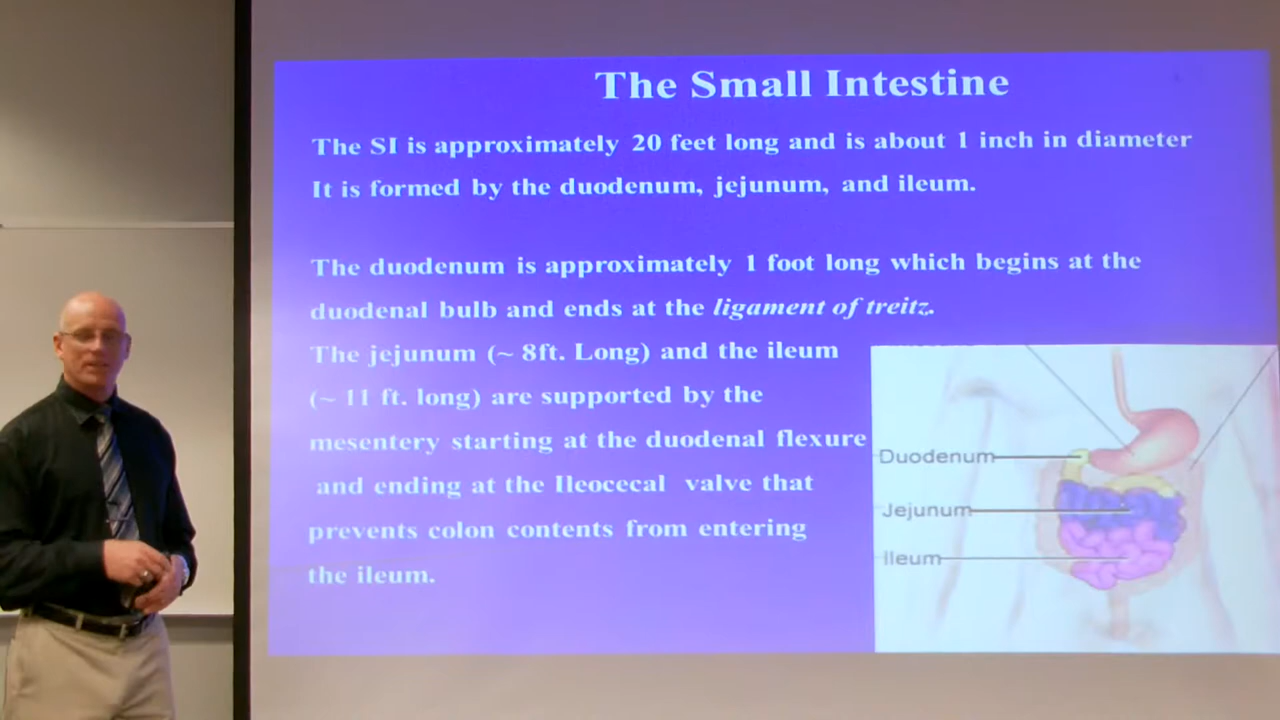 The Small Intestine
The SI is approximately 20 feet long and is about 1 inch in diameter
It is formed by the duodenum, jejunum, and ileum.
The duodenum is approximately 1 foot long which begins at the
duodenal bulb and ends at the ligament of treitz.
The jejunum (~ 8ft. Long) and the ileum
(~ 11 ft. long) are supported by the
mesentery starting at the duodenal flexure
and ending at the Ileocecal valve that
prevents colon contents from entering
the ileum.
Duodenum
Jejunum
Ileum